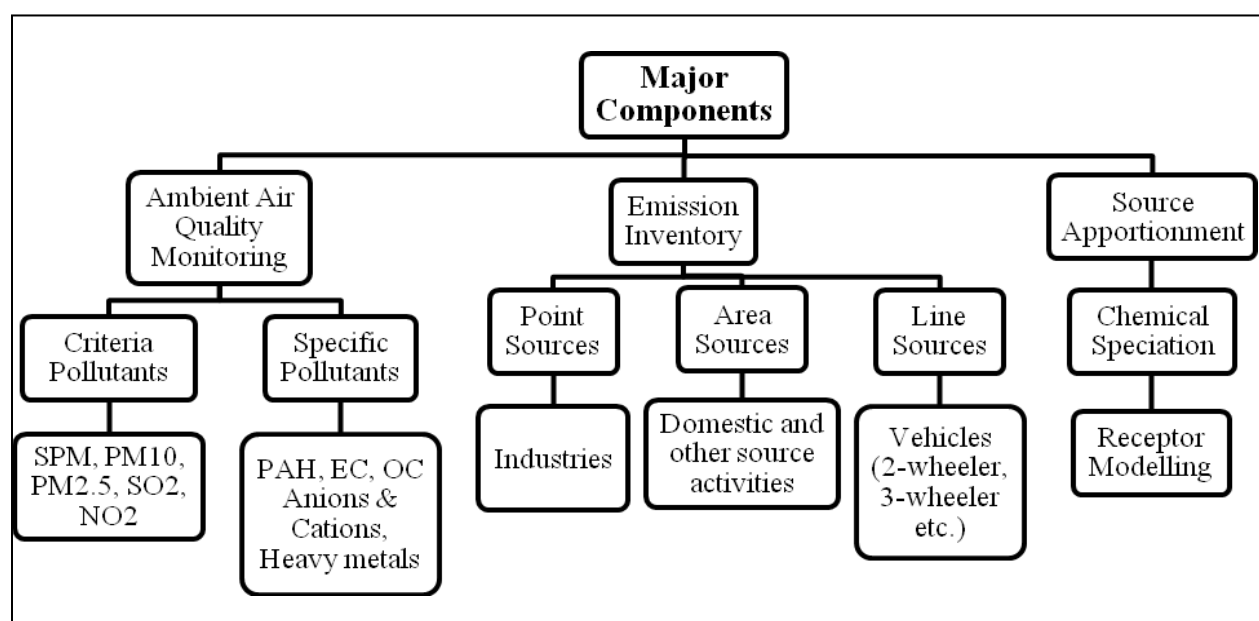 Major
Components
Ambient Air
Quality
Monitoring
Emission
Inventory
Source
Apportionment
Criteria
Pollutants
Specific
Pollutants
Point
Sources
Area
Sources
Line
Sources
Chemical
Speciation
SPM, PM10,
PM2.5, SO2,
NO2
PAH, EC, OC
Anions &
Cations,
Heavy metals
Industries
Domestic and
other source
activities
Vehicles
(2-wheeler,
3-wheeler
etc.)
Receptor
Modelling